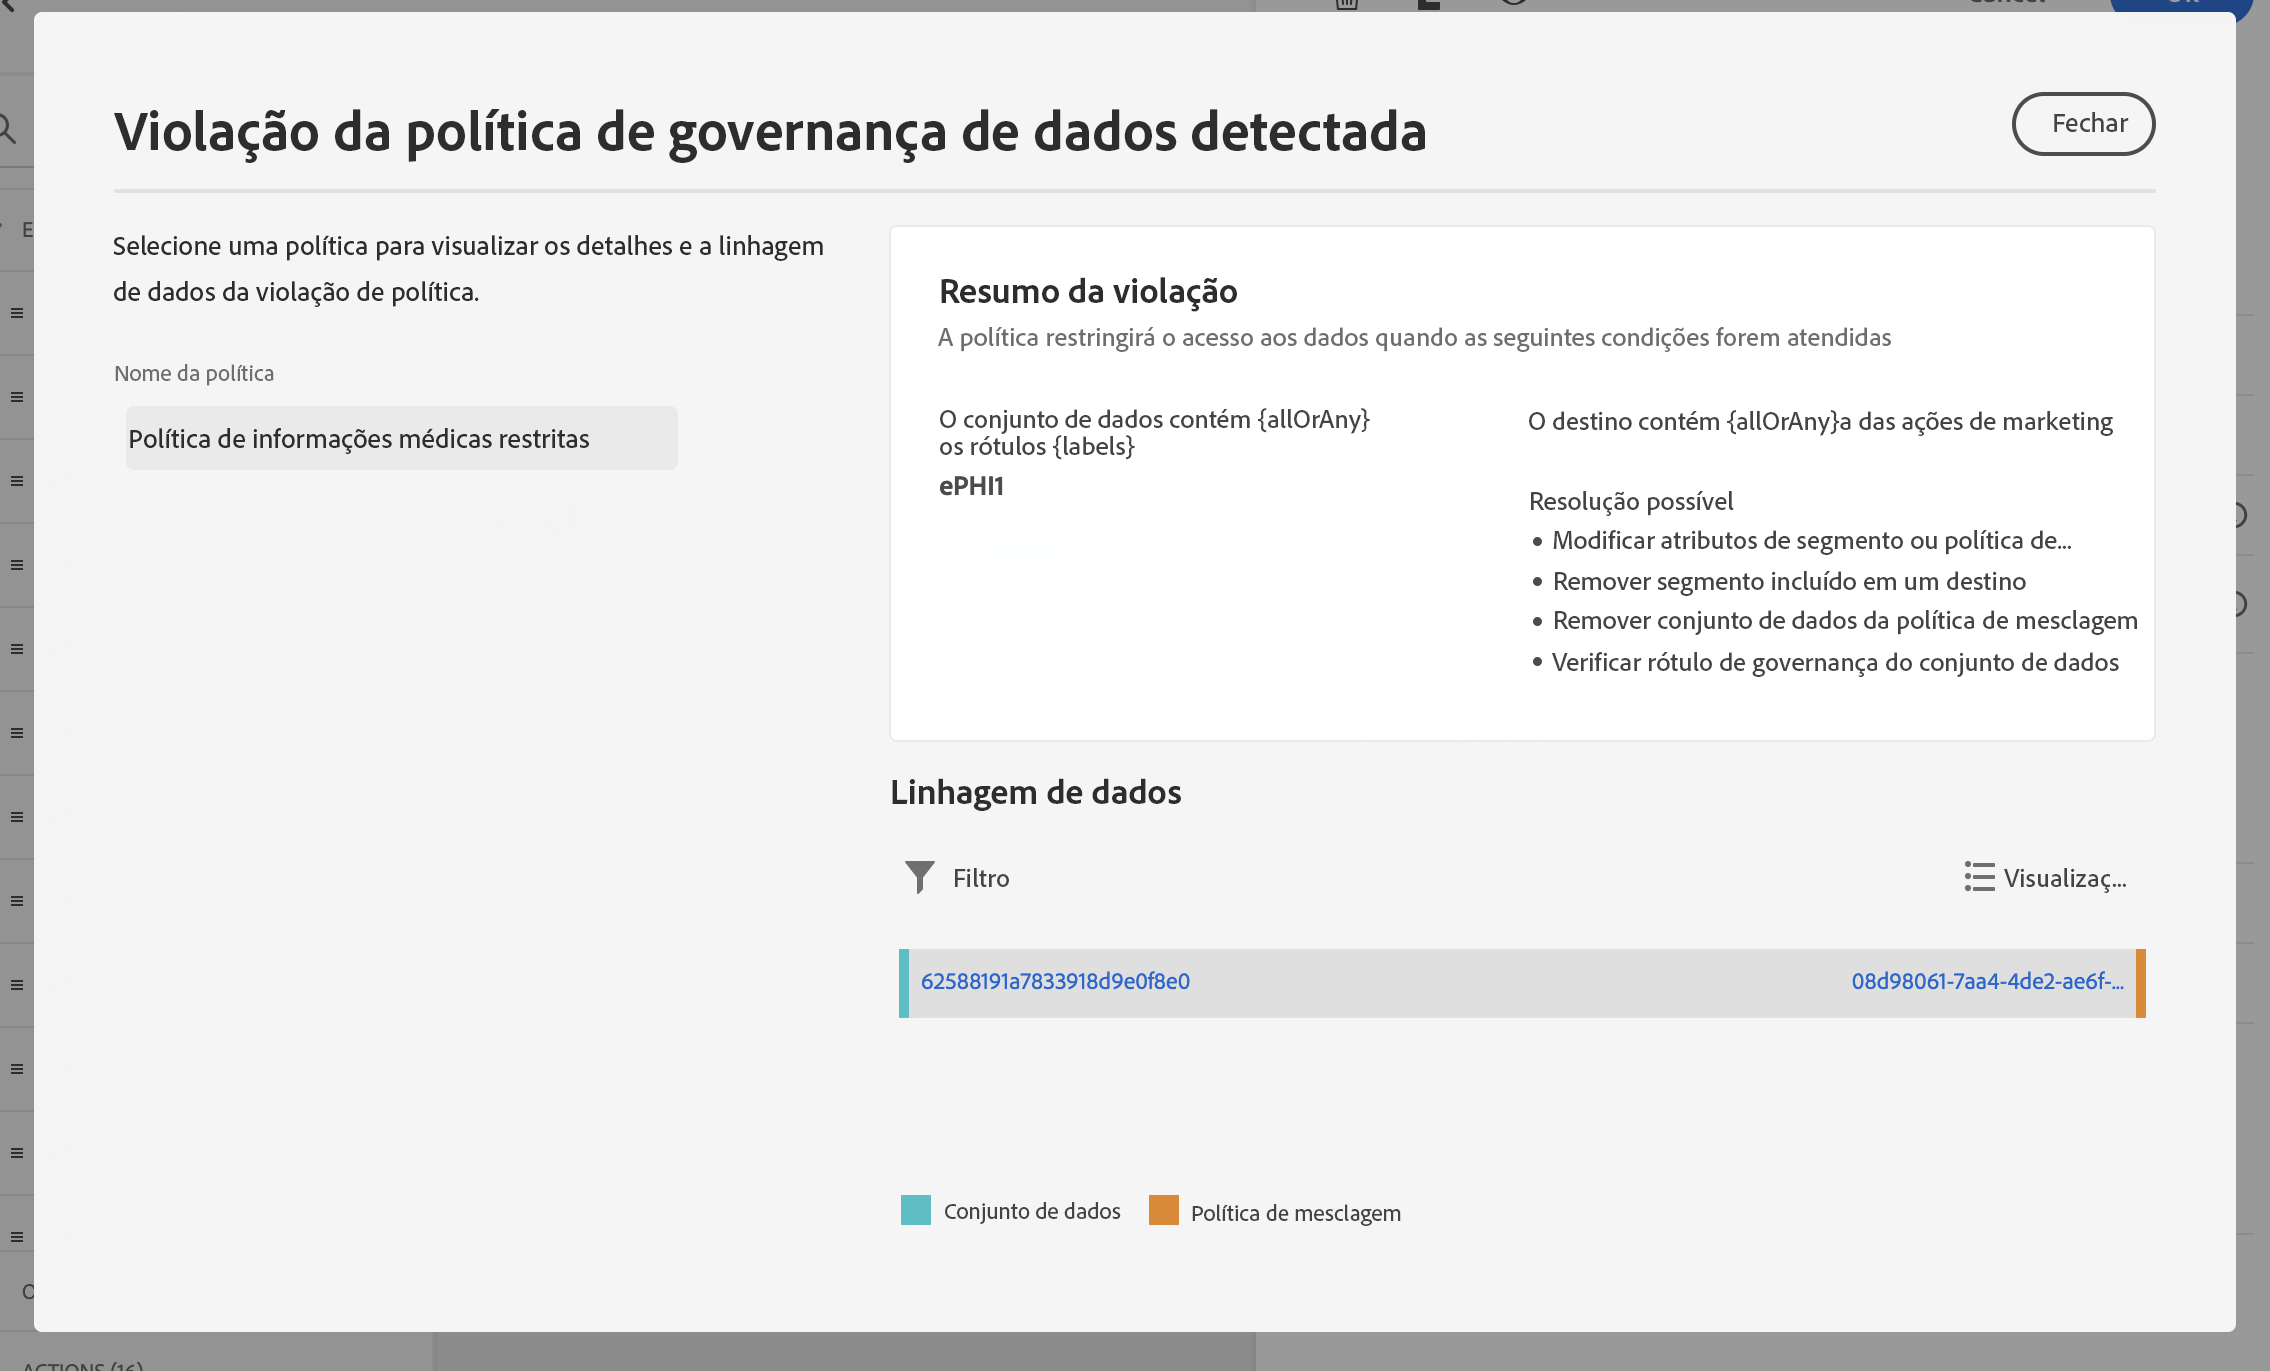 Violação da política de governança de dados detectada
Fechar
Selecione uma política para visualizar os detalhes e a linhagem
de dados da violação de política.
Nome da política
Política de informações médicas restritas
Resumo da violação
A política restringirá o acesso aos dados quando as seguintes condições forem atendidas
O conjunto de dados contém {allOrAny}
os rótulos {labels}
ePHI1
O destino contém {allOrAny}a das ações de marketing
Resolução possível
• Modificar atributos de segmento ou política de...
• Remover segmento incluído em um destino
• Remover conjunto de dados da política de mesclagem
• Verificar rótulo de governança do conjunto de dados
Linhagem de dados
Filtro
Visualizaç...
62588191a7833918d9e0f8e0
08d98061-7aa4-4de2-ae6f-...
Conjunto de dados
Política de mesclagem
ACTIONS (16)